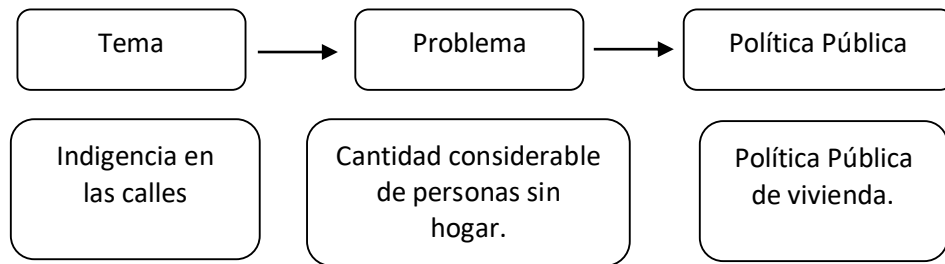 Tema
Problema
Política Pública
Indigencia en
las calles
Cantidad considerable
de personas sin
hogar.
Política Pública
de vivienda.